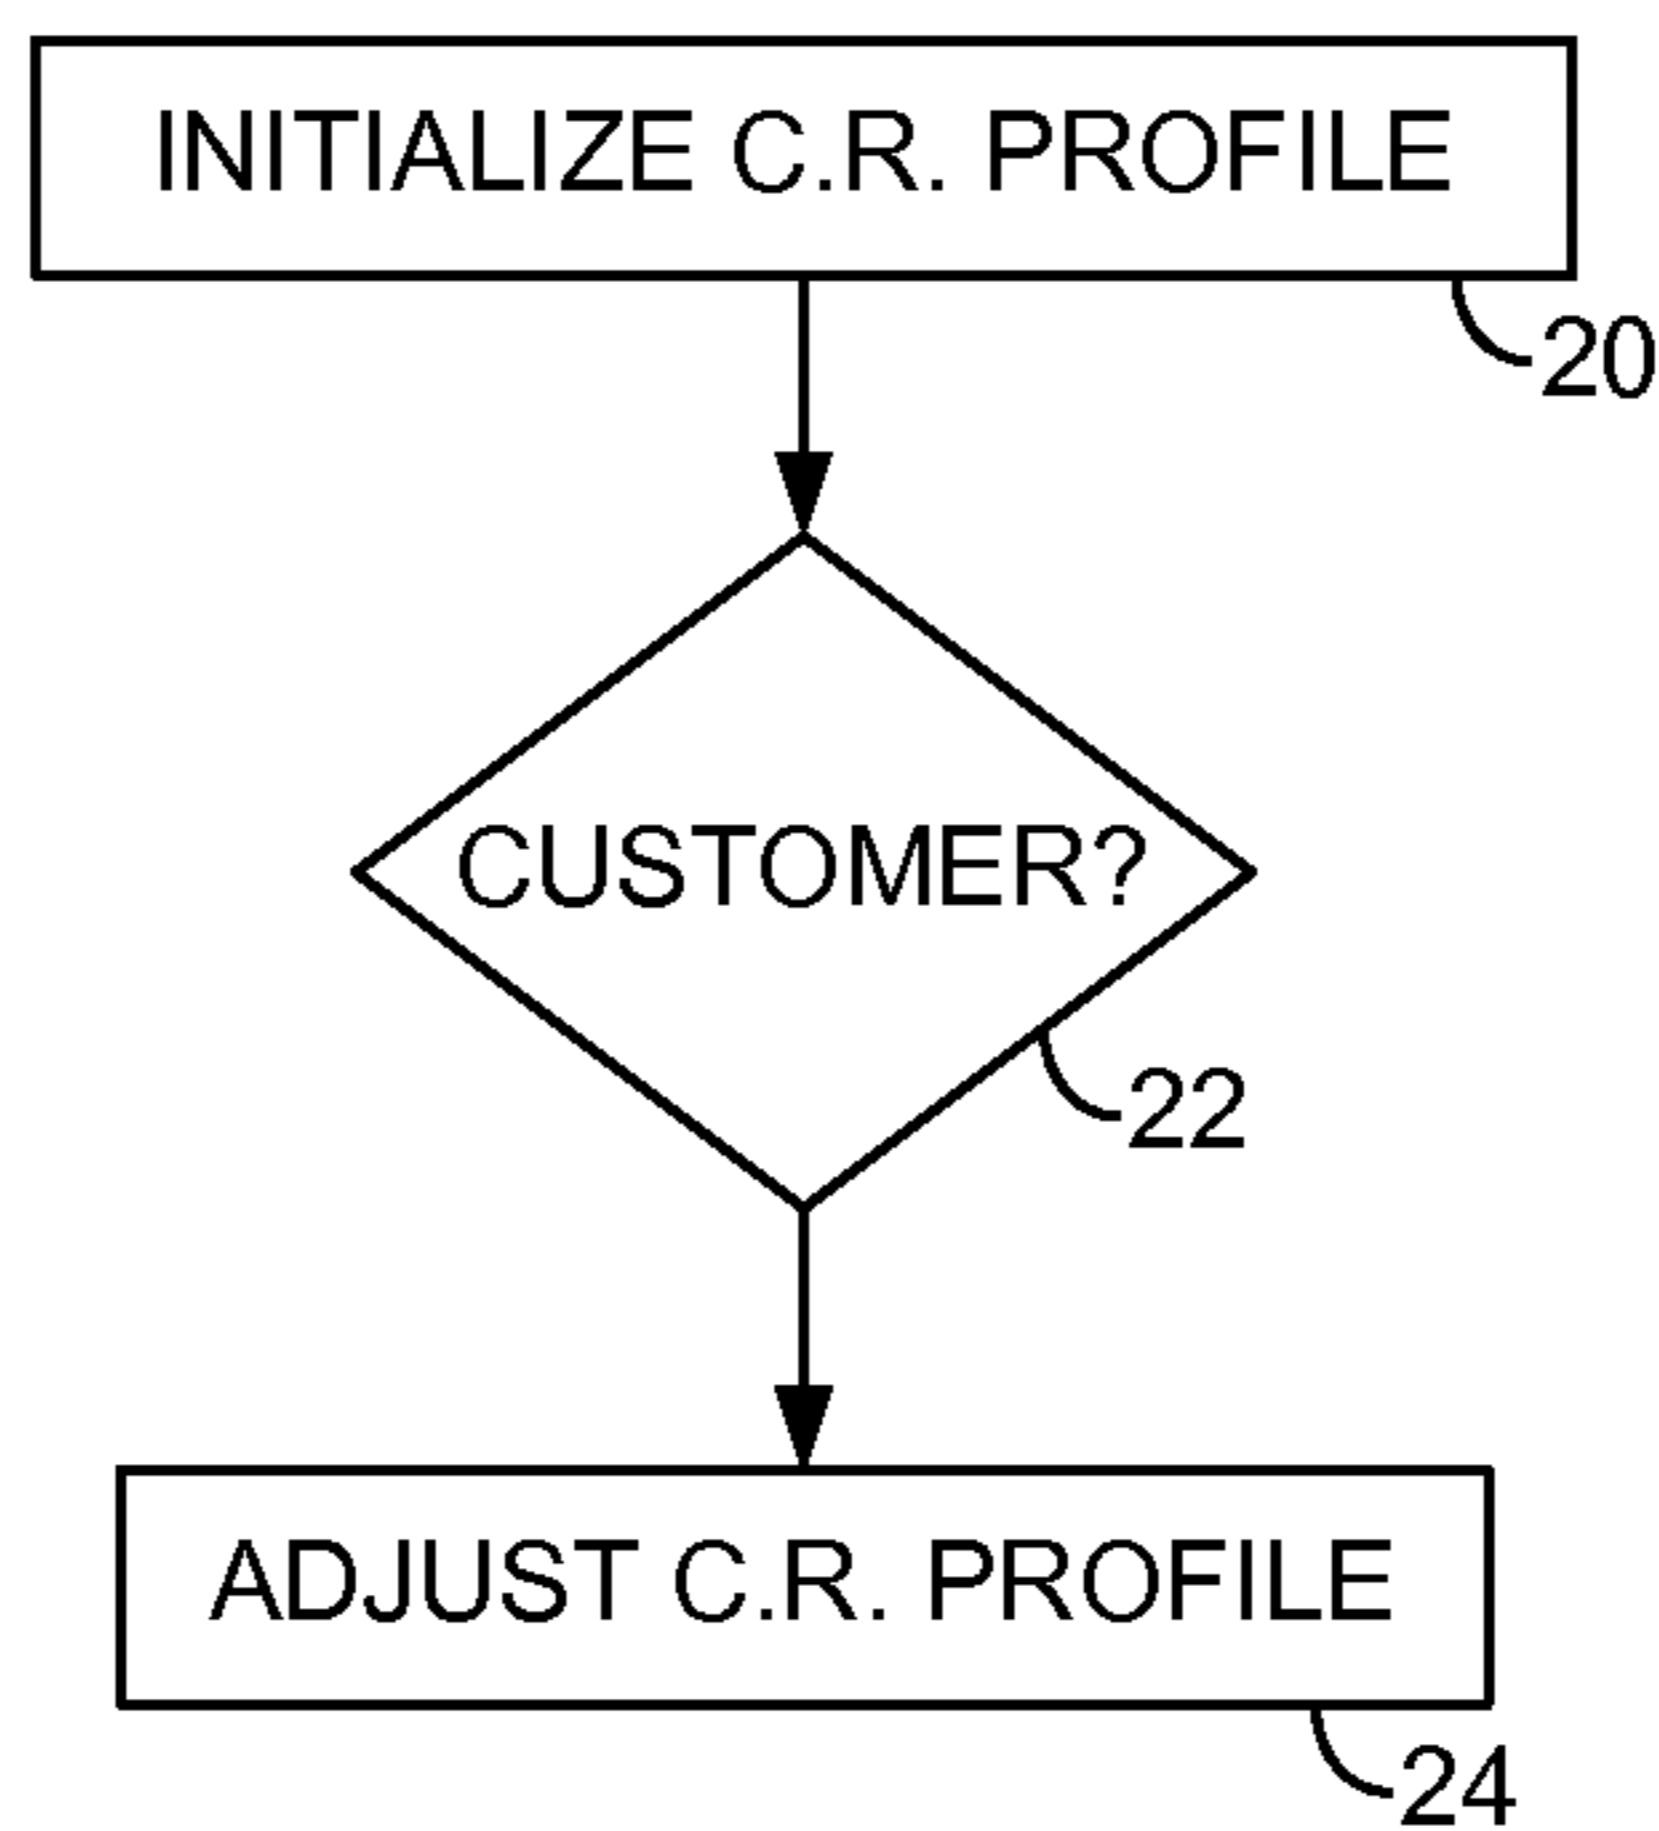 INITIALIZE C.R. PROFILE
20
CUSTOMER?
22
ADJUST C.R. PROFILE
24